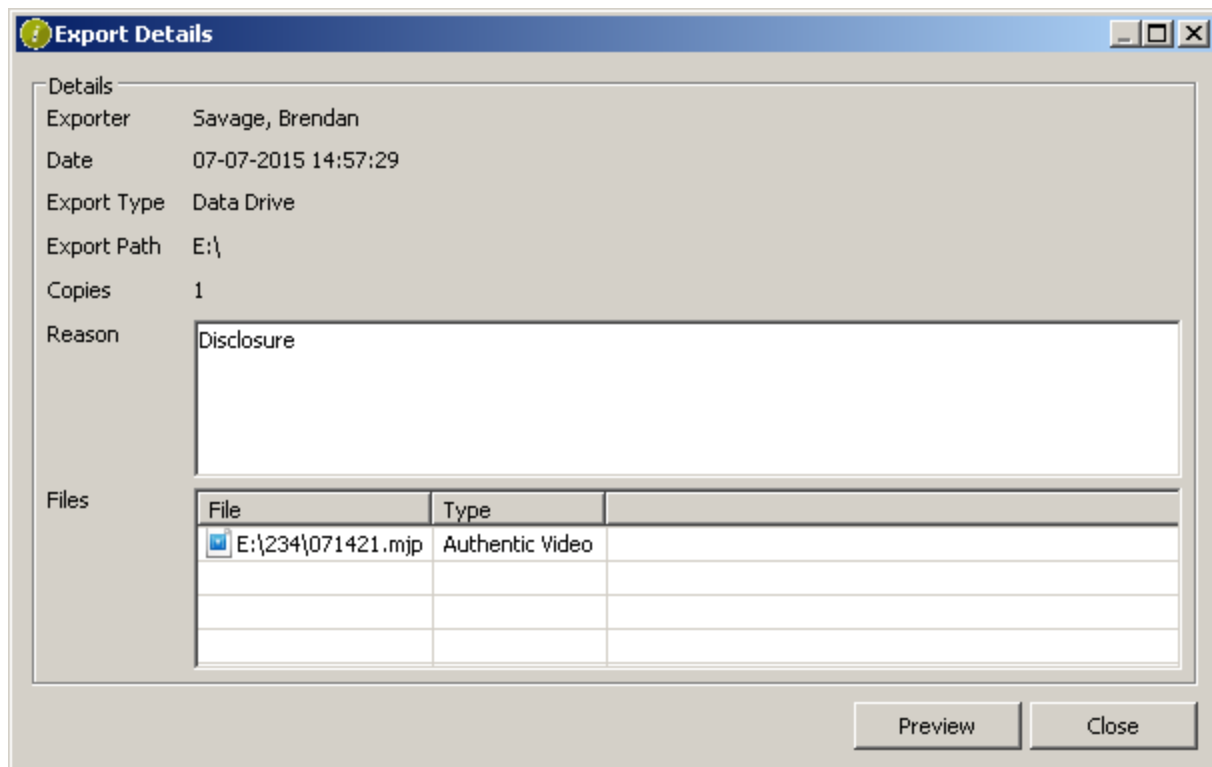 Export Details
Details
Exporter Savage, Brendan
Date 07-07-2015 14:57:29
Export Type Data Drive
Export Path E:\
Copies 1
Reason Disclosure
Files
File Type
E:\234\071421.mjp Authentic Video
Preview Close